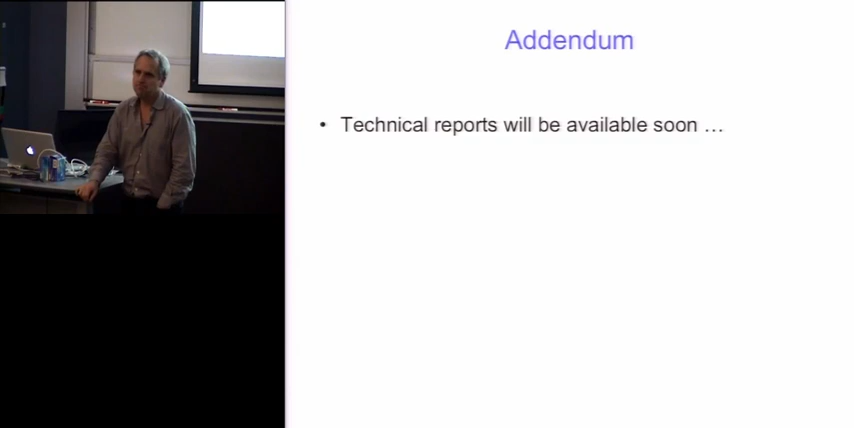 Addendum
• Technical reports will be available soon …